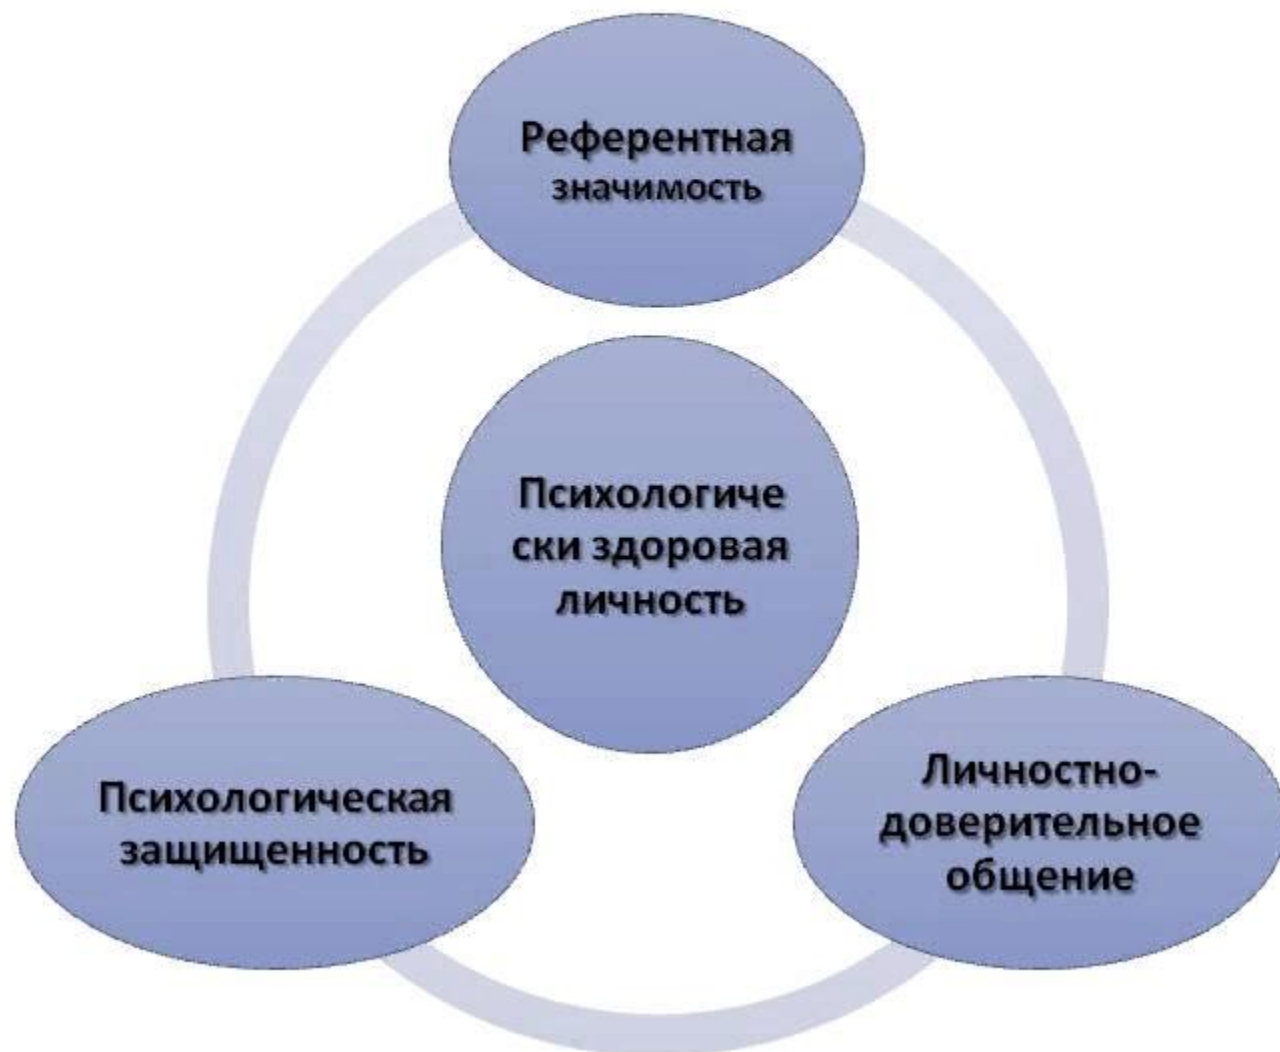 Референтная
значимость
Психологиче
ски здоровая
личность
Психологическая
защищенность
Личностно-
доверительное
общение